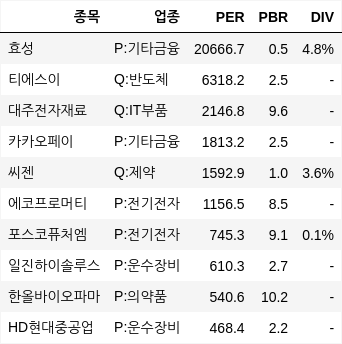 종목 업종 PER PBR DIV
효성 P:기타금융 20666.7 0.5 4.8%
티에스이 Q:반도체 6318.2 2.5 -
대주전자재료 Q:IT부품 2146.8 9.6 -
카카오페이 P:기타금융 1813.2 2.5 -
씨젠 Q:제약 1592.9 1.0 3.6%
에코프로머티 P:전기전자 1156.5 8.5 -
포스코퓨처엠 P:전기전자 745.3 9.1 0.1%
일진하이솔루스 P:운수장비 610.3 2.7 -
한올바이오파마 P:의약품 540.6 10.2 -
HD현대중공업 P:운수장비 468.4 2.2 -